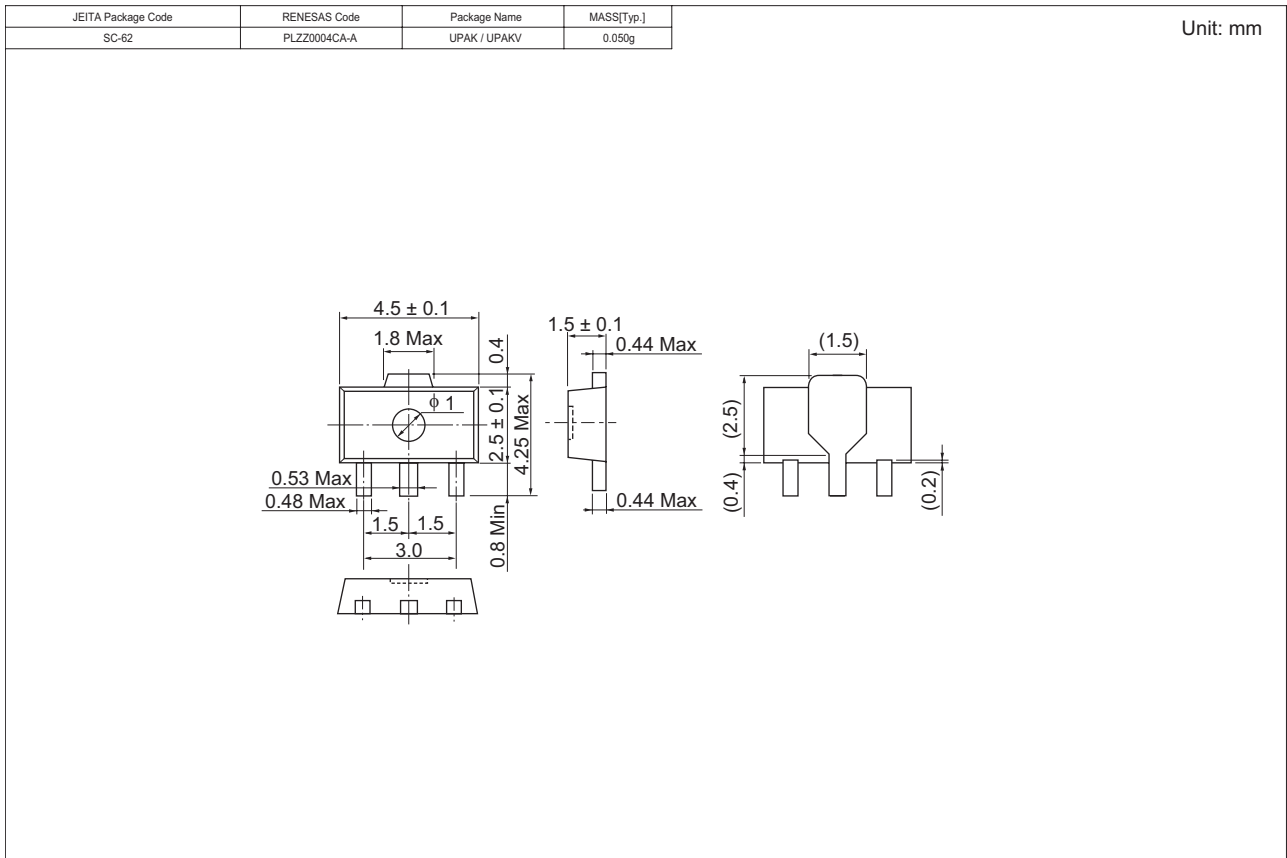 JEITA Package Code RENESAS Code Package Name MASS[Typ.]
SC-62 PLZZ0004CA-A UPAK / UPAKV 0.050g
Unit: mm
4.5 ± 0.1
1.8 Max
0.4
ϕ 1
2.5 ± 0.1
4.25 Max
0.53 Max
0.48 Max
1.5 1.5
3.0
0.8 Min
1.5 ± 0.1
0.44 Max
0.44 Max
(1.5)
(2.5)
(0.4)
(0.2)